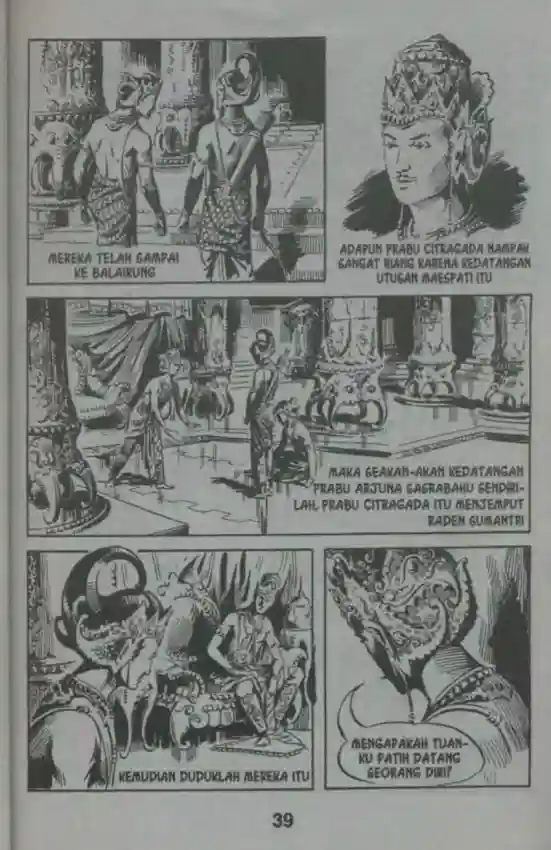 MEREKA TELAH SAMPAI
KE BALAIRUNG
ADAPUN PRABU CITRAGADA NAMPAK
SANGAT RIANG KARENA KEDATANGAN
UTUSAN MAESPATI ITU
MAKA SEAKAN-AKAN KEDATANGAN
PRABU ARJUNA SASRABAHU SENDIRI-
LAH, PRABU CITRAGADA ITU MENJEMPUT
RADEN SUMANTRI
KEMUDIAN DUDUKLAH MEREKA ITU
MENGAPAKAH TUAN-
KU PATIH DATANG
SEORANG DIRI?
39